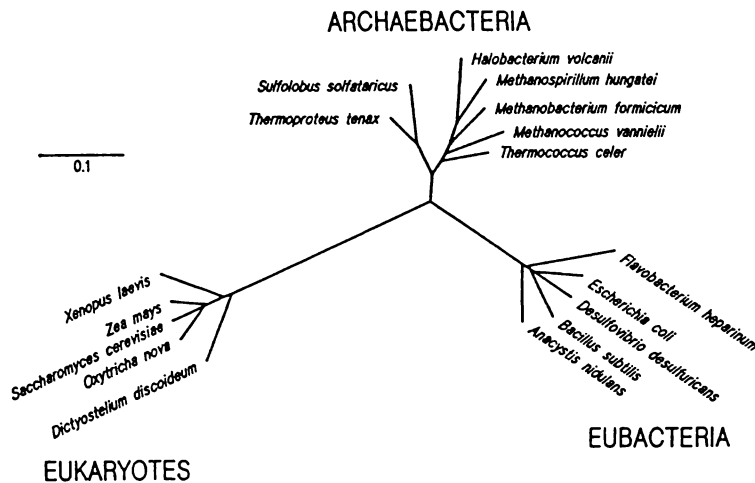 ARCHAEBACTERIA
Halobacterium volcanii
Sulfolobus solfataricus
Methanospirillum hungatei
Methanobacterium formicicum
Thermoproteus tenax
Methanococcus vannielii
Thermococcus celer
0.1
Xenopus laevis
Zea mays
Saccharomyces cerevisiae
Oxytricha nova
Dictyostelium discoideum
Flavobacterium heparinum
Escherichia coli
Desulfovibrio desulfuricans
Bacillus subtilis
Anacystis nidulans
EUBACTERIA
EUKARYOTES